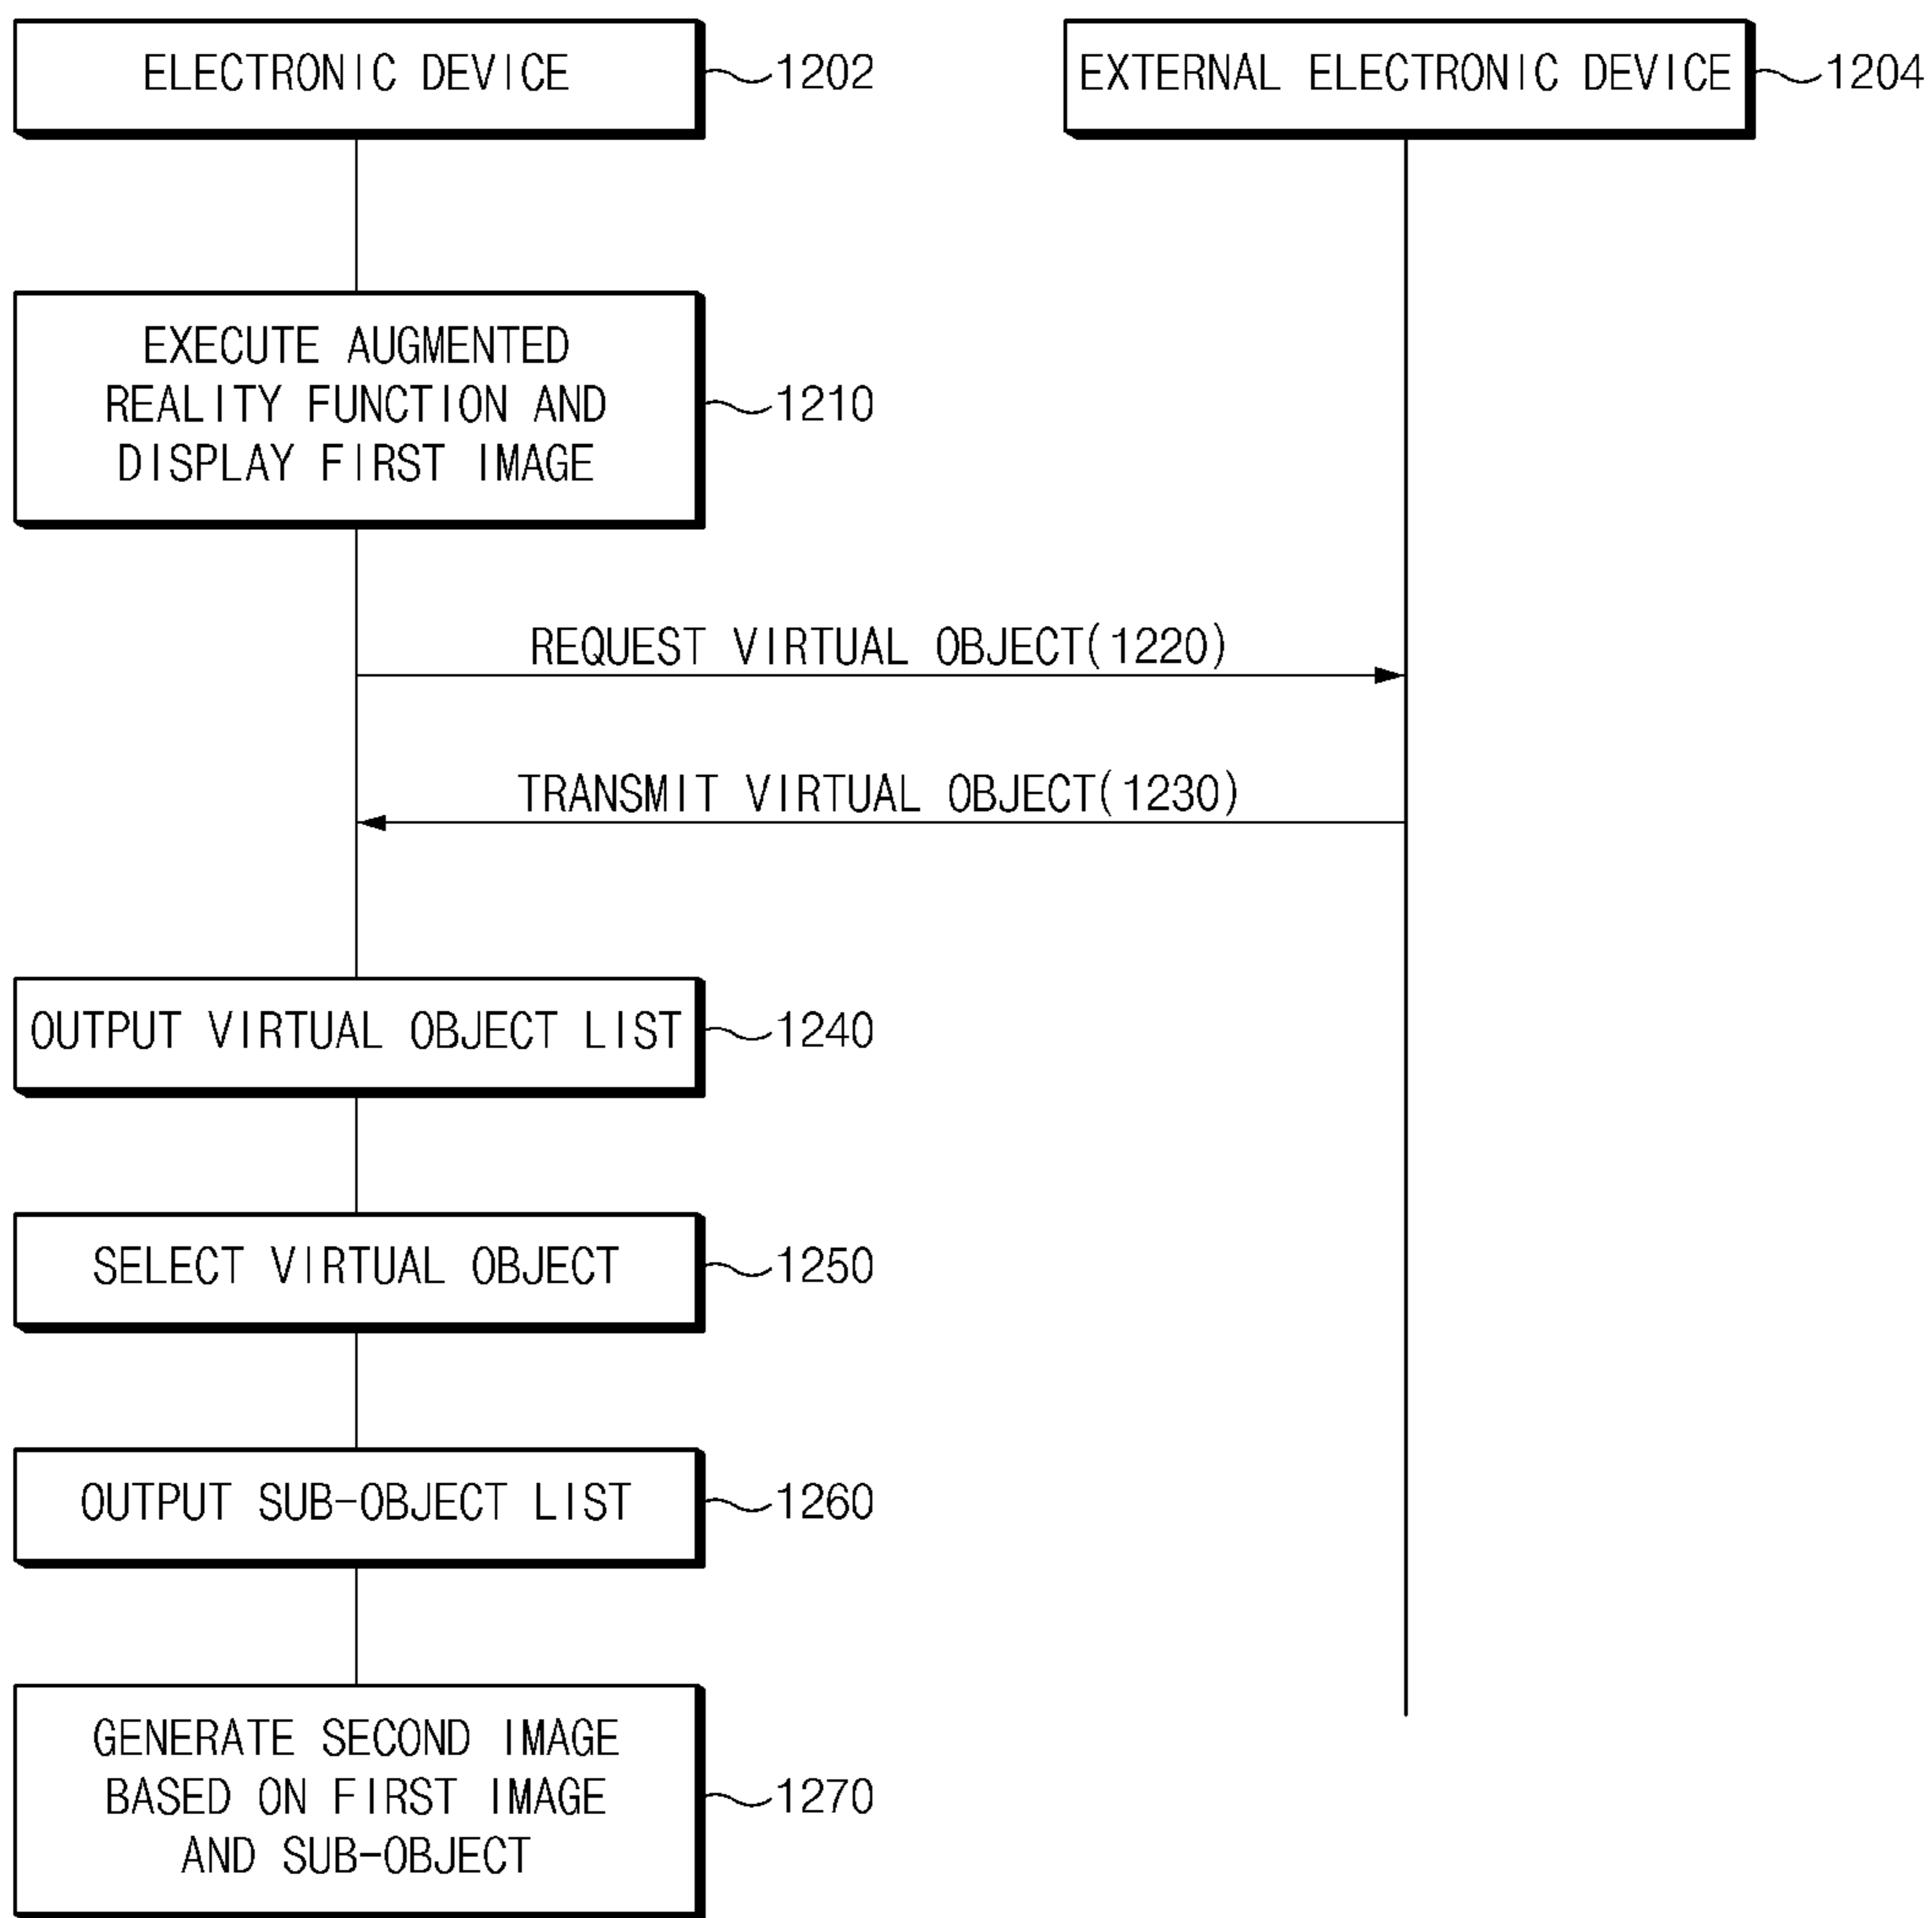 ELECTRONIC DEVICE
1202
EXTERNAL ELECTRONIC DEVICE
1204
EXECUTE AUGMENTED
REALITY FUNCTION AND
DISPLAY FIRST IMAGE
1210
REQUEST VIRTUAL OBJECT(1220)
TRANSMIT VIRTUAL OBJECT(1230)
OUTPUT VIRTUAL OBJECT LIST
1240
SELECT VIRTUAL OBJECT
1250
OUTPUT SUB-OBJECT LIST
1260
GENERATE SECOND IMAGE
BASED ON FIRST IMAGE
AND SUB-OBJECT
1270